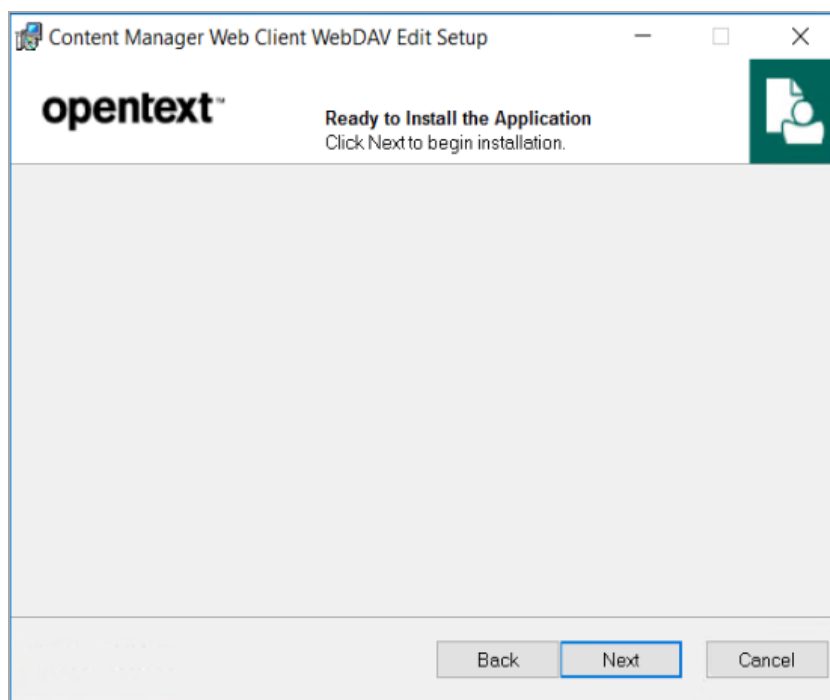 Content Manager Web Client WebDAV Edit Setup
opentext™
Ready to Install the Application
Click Next to begin installation.
Back Next Cancel